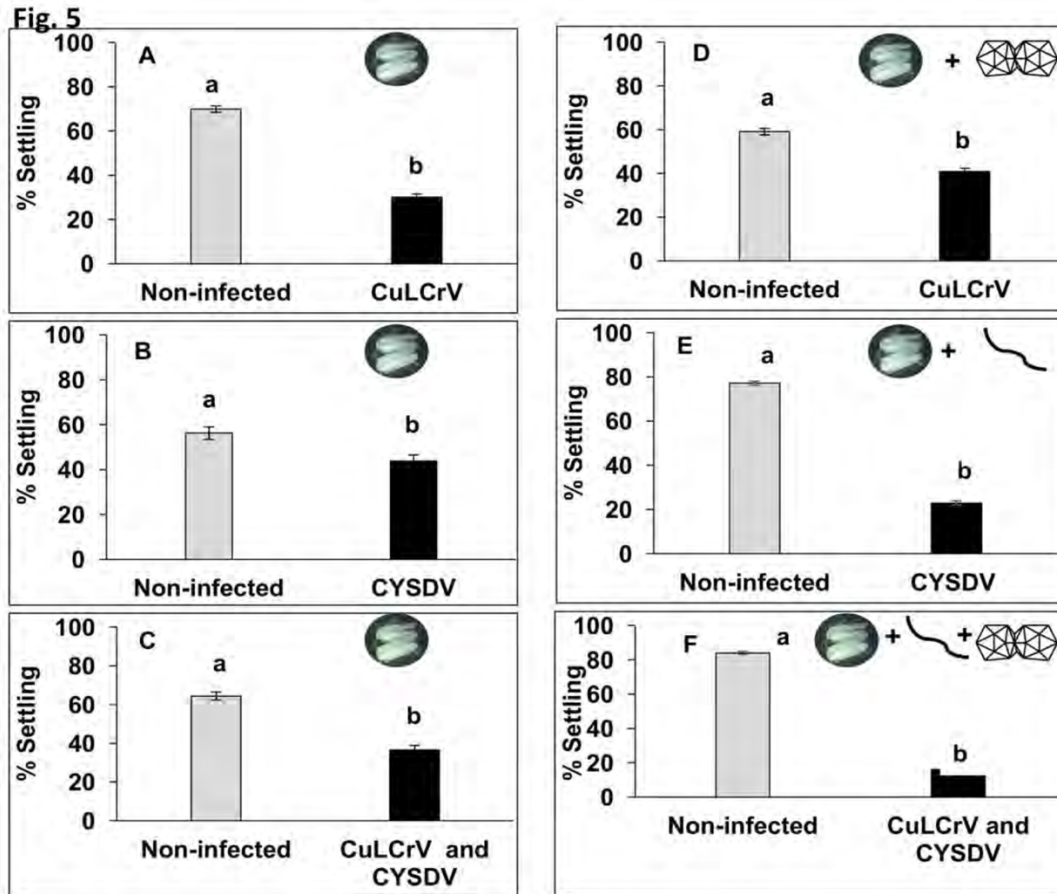 Fig. 5
A
% Settling
100
80
60
40
20
0
a
b
Non-infected CuLCrV
B
% Settling
100
80
60
40
20
0
a
b
Non-infected CYSDV
C
% Settling
100
80
60
40
20
0
a
b
Non-infected CuLCrV and
CYSDV
D
+
% Settling
100
80
60
40
20
0
a
b
Non-infected CuLCrV
E
+
% Settling
100
80
60
40
20
0
a
b
Non-infected CYSDV
F
+ +
% Settling
100
80
60
40
20
0
a
b
Non-infected CuLCrV and
CYSDV